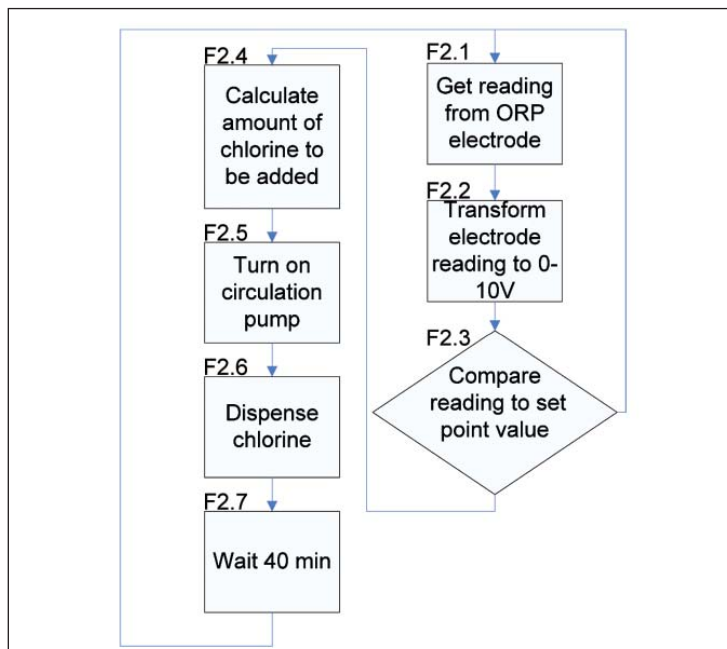 F2.1
Get reading
from ORP
electrode
F2.2
Transform
electrode
reading to 0-
10V
F2.3
Compare
reading to set
point value
F2.4
Calculate
amount of
chlorine to
be added
F2.5
Turn on
circulation
pump
F2.6
Dispense
chlorine
F2.7
Wait 40 min